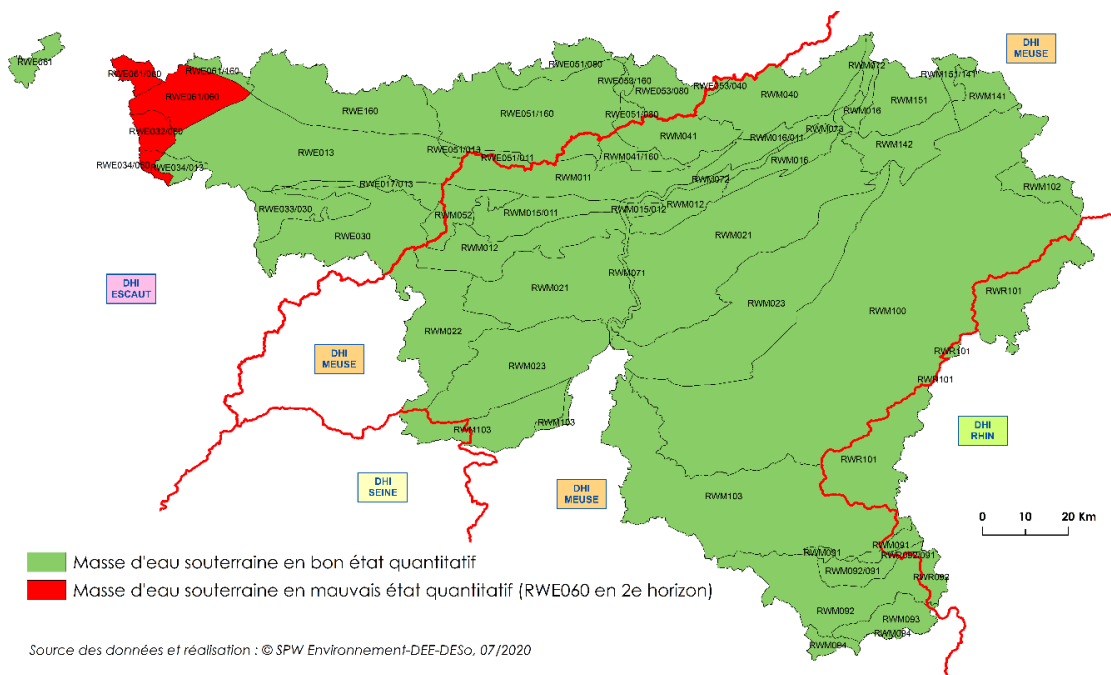 DHI
MEUSE
RWE061
RWE061/060
RWE061/160
RWE061/060
RWE032/060
RWE034/060
RWE034/013
RWE160
RWE013
RWE017/013
RWE033/030
RWE030
RWE051/080
RWE051/160
RWE053/160
RWE053/080
RWE053/040
RWE051/080
RWE051/013
RWE051/011
RWM040
RWM041
RWM041/160
RWM011
RWM016/011
RWM073
RWM016
RWM072
RWM012
RWM015/012
RWM015/011
RWM052
RWM012
RWM072
RWM016
RWM151
RWM151/141
RWM141
RWM142
RWM102
RWM021
RWM071
RWM021
RWM022
RWM023
RWM023
RWM100
RWR101
RWR101
RWR101
RWR101
RWM103
RWM103
RWM103
RWM091
RWM091
RWR092/091
RWM092/091
RWR092
RWM092
RWM093
RWM094
RWM094
DHI
ESCAUT
DHI
MEUSE
DHI
SEINE
DHI
MEUSE
DHI
RHIN
0 10 20 Km
Masse d'eau souterraine en bon état quantitatif
Masse d'eau souterraine en mauvais état quantitatif (RWE060 en 2e horizon)
Source des données et réalisation : © SPW Environnement-DEE-DESo, 07/2020